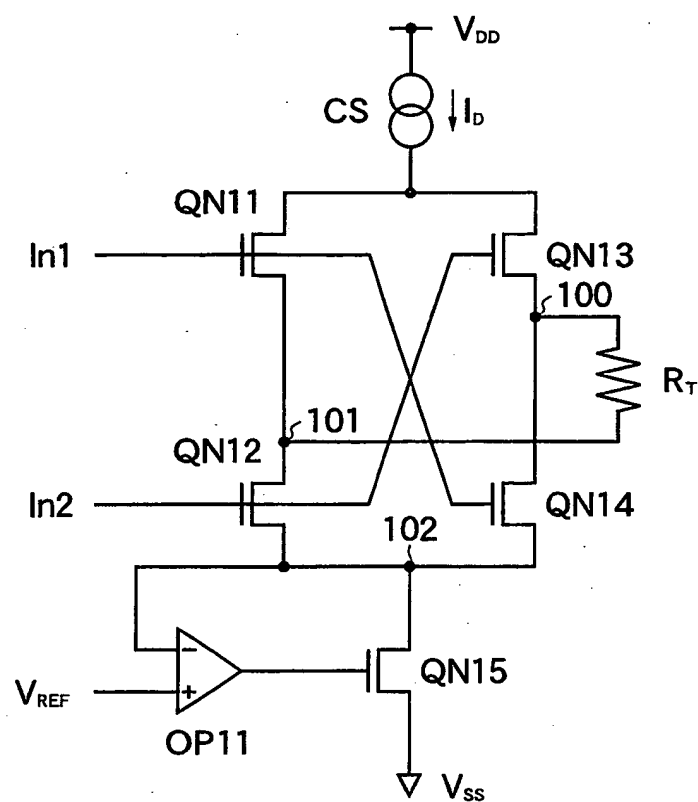 VDD
CS
ID
QN11
In1
QN13
100
RT
101
QN12
In2
QN14
102
−
VREF
+
OP11
QN15
VSS